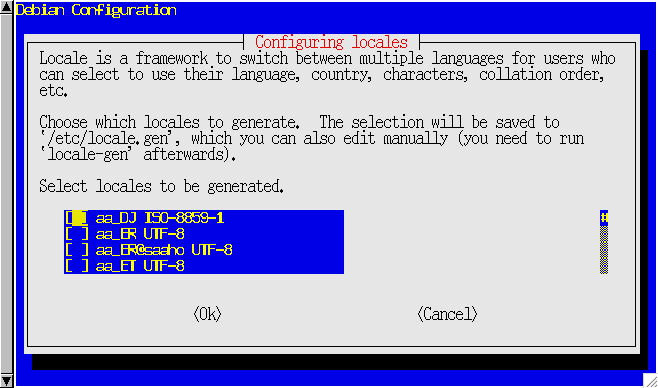 Debian Configuration
Configuring locales
Locale is a framework to switch between multiple languages for users who
can select to use their language, country, characters, collation order,
etc.
Choose which locales to generate.  The selection will be saved to
`/etc/locale.gen', which you can also edit manually (you need to run
`locale-gen' afterwards).
Select locales to be generated.
[ ] aa_DJ ISO-8859-1
[ ] aa_ER UTF-8
[ ] aa_ER@saaho UTF-8
[ ] aa_ET UTF-8
<Ok> <Cancel>